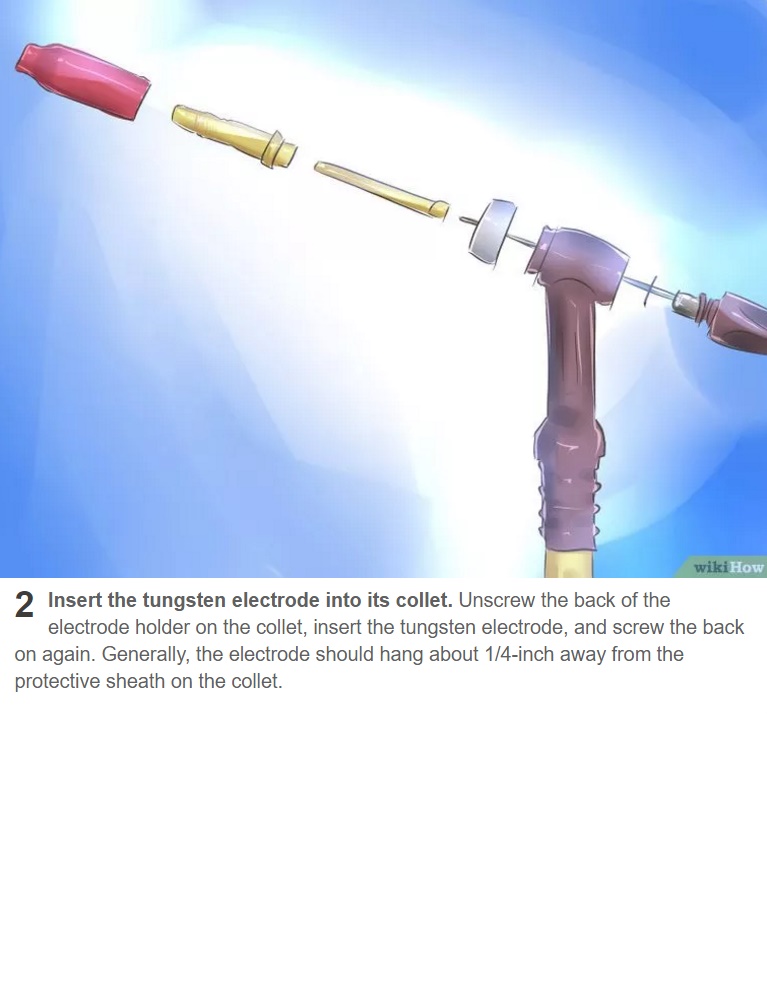 wikiHow
2 Insert the tungsten electrode into its collet. Unscrew the back of the
electrode holder on the collet, insert the tungsten electrode, and screw the back
on again. Generally, the electrode should hang about 1/4-inch away from the
protective sheath on the collet.